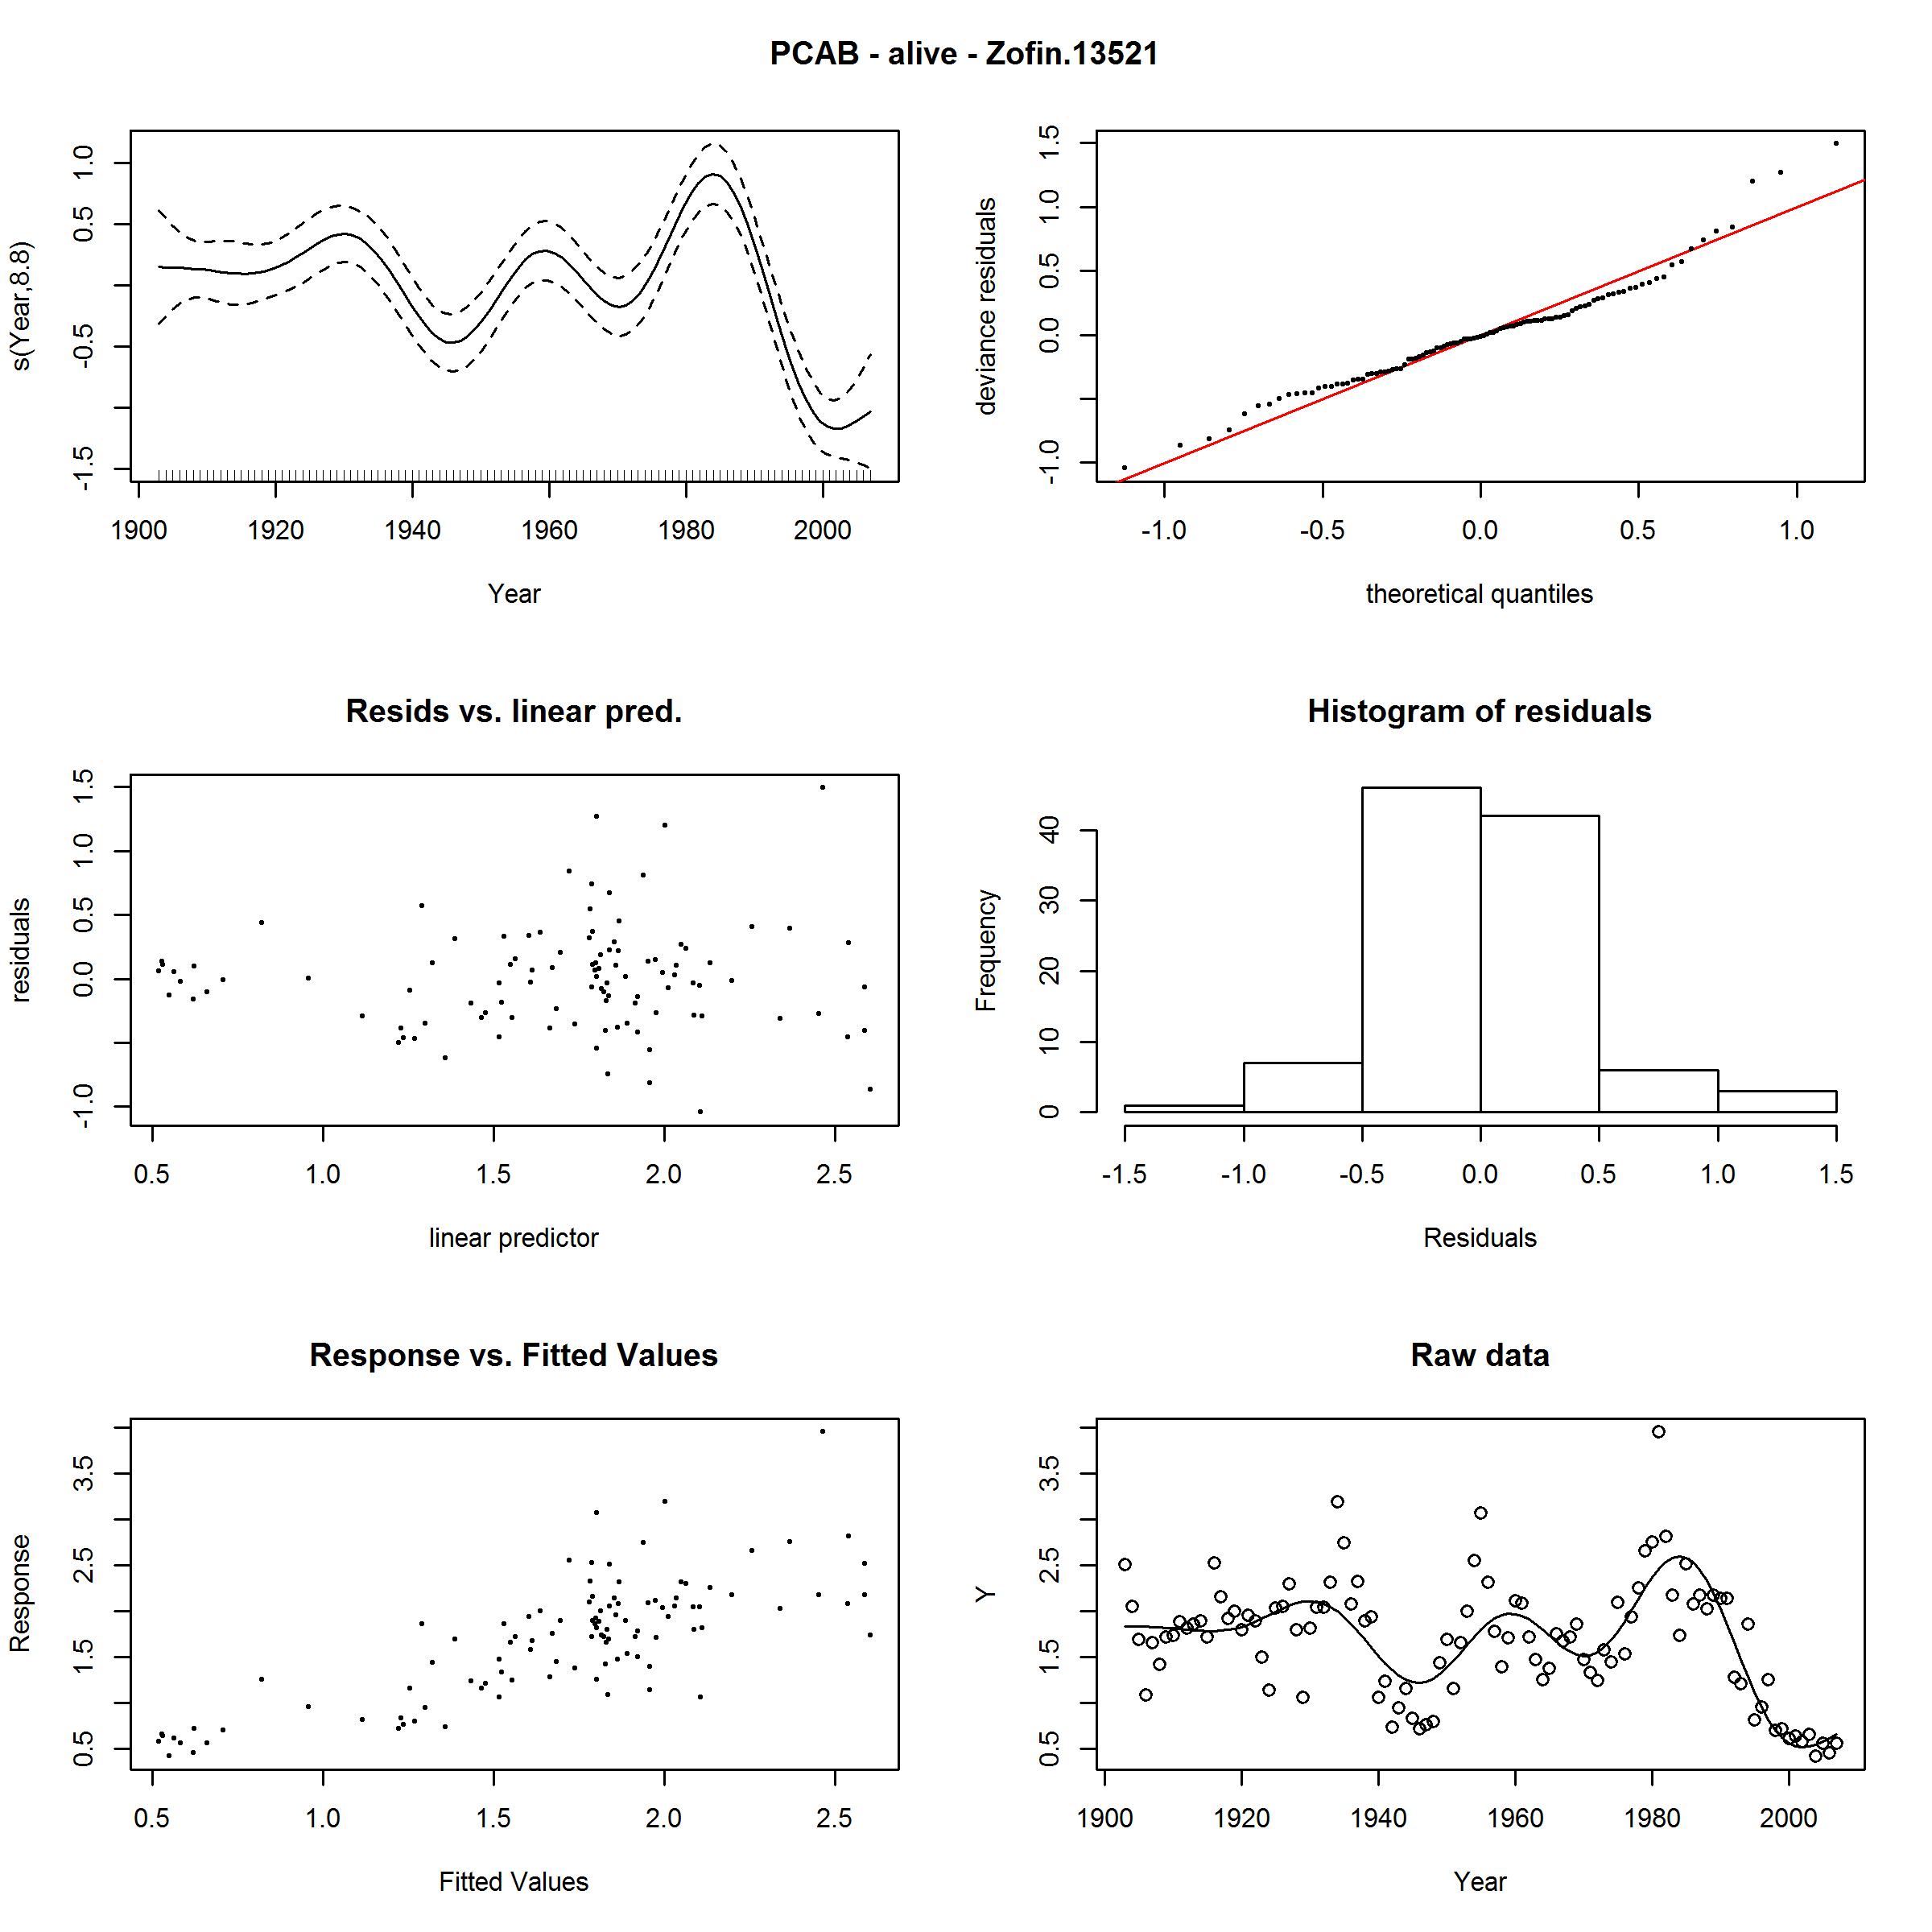 PCAB - alive - Zofin.13521
s(Year,8.8)
-1.5 -0.5 0.5 1.0
1900 1920 1940 1960 1980 2000
Year
deviance residuals
-1.0 0.0 0.5 1.0 1.5
-1.0 -0.5 0.0 0.5 1.0
theoretical quantiles
Resids vs. linear pred.
residuals
-1.0 0.0 0.5 1.0 1.5
0.5 1.0 1.5 2.0 2.5
linear predictor
Histogram of residuals
Frequency
0 10 20 30 40
-1.5 -1.0 -0.5 0.0 0.5 1.0 1.5
Residuals
Response vs. Fitted Values
Response
0.5 1.5 2.5 3.5
0.5 1.0 1.5 2.0 2.5
Fitted Values
Raw data
Y
0.5 1.5 2.5 3.5
1900 1920 1940 1960 1980 2000
Year